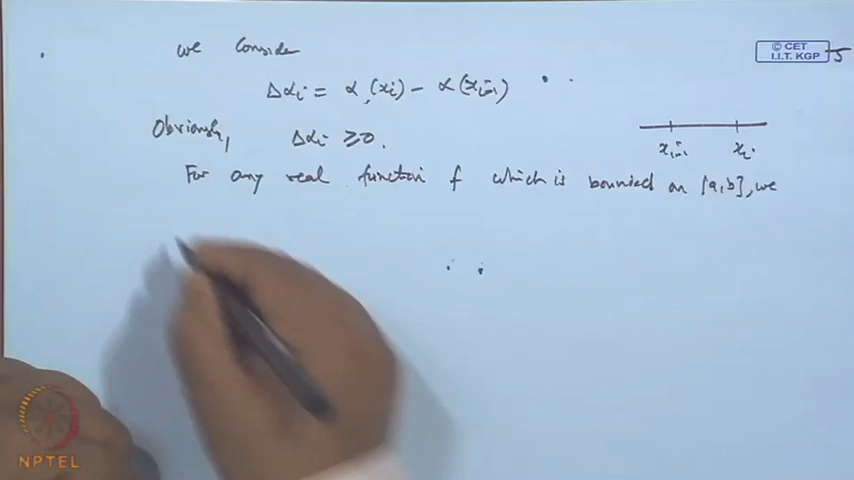 we consider
© CET
I.I.T. KGP
5
Δαᵢ = α(xᵢ) − α(xᵢ₋₁)
Obviously, Δαᵢ ≥ 0.
xᵢ₋₁ xᵢ
For any real function f which is bounded on [a,b], we
NPTEL